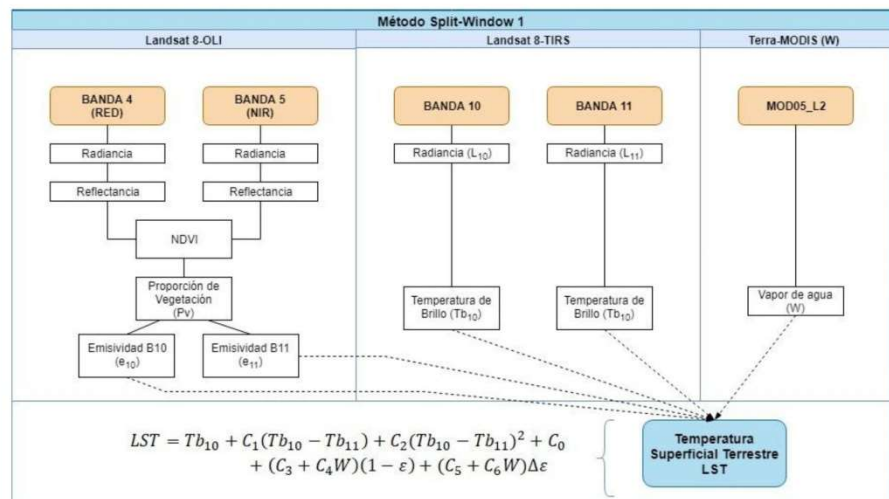 Método Split-Window 1
Landsat 8-OLI
Landsat 8-TIRS
Terra-MODIS (W)
BANDA 4
(RED)
BANDA 5
(NIR)
BANDA 10
BANDA 11
MOD05_L2
Radiancia
Radiancia
Radiancia (L₁₀)
Radiancia (L₁₁)
Reflectancia
Reflectancia
NDVI
Proporción de
Vegetación
(Pv)
Temperatura de
Brillo (Tb₁₀)
Temperatura de
Brillo (Tb₁₀)
Vapor de agua
(W)
Emisividad B10
(e₁₀)
Emisividad B11
(e₁₁)
LST = Tb₁₀ + C₁(Tb₁₀ − Tb₁₁) + C₂(Tb₁₀ − Tb₁₁)² + C₀
+ (C₃ + C₄W)(1 − ε) + (C₅ + C₆W)Δε
Temperatura
Superficial Terrestre
LST